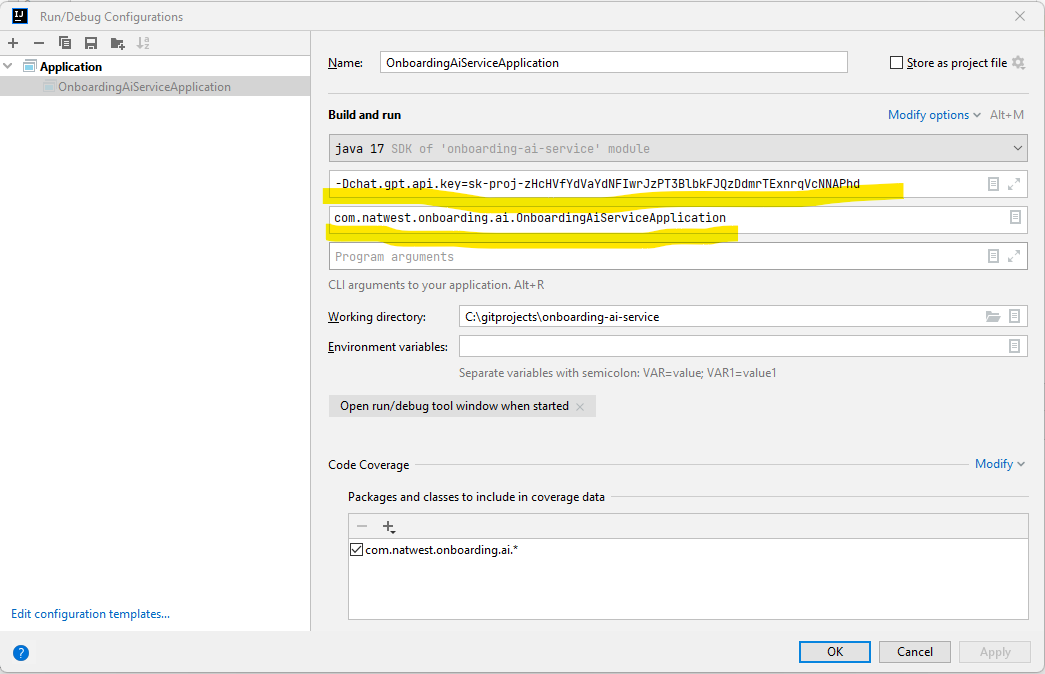 Run/Debug Configurations
Application
OnboardingAiServiceApplication
Edit configuration templates...
Name: OnboardingAiServiceApplication Store as project file
Build and run Modify options Alt+M
java 17 SDK of 'onboarding-ai-service' module
-Dchat.gpt.api.key=sk-proj-zHcHVfYdVaYdNFIwrJzPT3BlbkFJQzDdmrTExnrqVcNNAPhd
com.natwest.onboarding.ai.OnboardingAiServiceApplication
Program arguments
CLI arguments to your application. Alt+R
Working directory: C:\gitprojects\onboarding-ai-service
Environment variables:
Separate variables with semicolon: VAR=value; VAR1=value1
Open run/debug tool window when started
Code Coverage Modify
Packages and classes to include in coverage data
com.natwest.onboarding.ai.*
? OK Cancel Apply